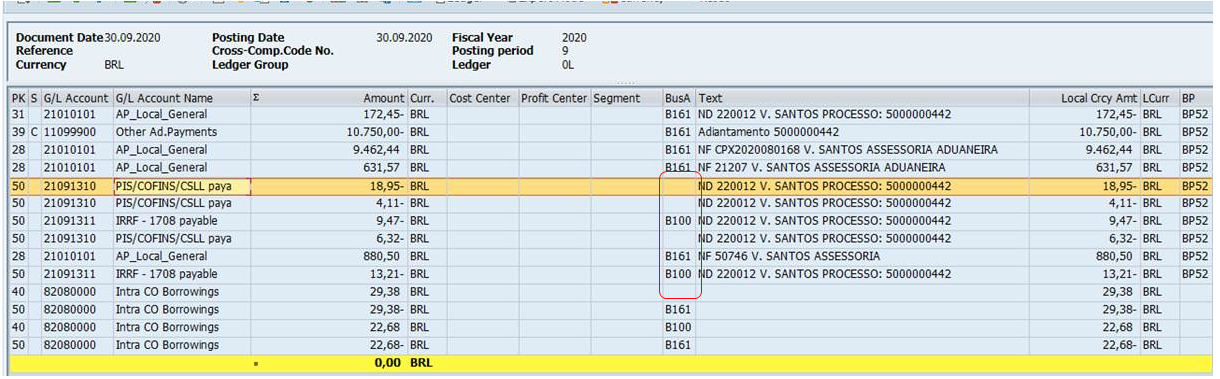 Document Date 30.09.2020 Posting Date 30.09.2020 Fiscal Year 2020
Reference Cross-Comp.Code No. Posting period 9
Currency BRL Ledger Group Ledger 0L
PK S G/L Account G/L Account Name Σ Amount Curr. Cost Center Profit Center Segment BusA Text Local Crcy Amt LCurr BP
31 21010101 AP_Local_General 172,45- BRL B161 ND 220012 V. SANTOS PROCESSO: 5000000442 172,45- BRL BP52
39 C 11099900 Other Ad.Payments 10.750,00- BRL B161 Adiantamento 5000000442 10.750,00- BRL BP52
28 21010101 AP_Local_General 9.462,44 BRL B161 NF CPX2020080168 V. SANTOS ASSESSORIA ADUANEIRA 9.462,44 BRL BP52
28 21010101 AP_Local_General 631,57 BRL B161 NF 21207 V. SANTOS ASSESSORIA ADUANEIRA 631,57 BRL BP52
50 21091310 PIS/COFINS/CSLL paya 18,95- BRL ND 220012 V. SANTOS PROCESSO: 5000000442 18,95- BRL BP52
50 21091310 PIS/COFINS/CSLL paya 4,11- BRL ND 220012 V. SANTOS PROCESSO: 5000000442 4,11- BRL BP52
50 21091311 IRRF - 1708 payable 9,47- BRL B100 ND 220012 V. SANTOS PROCESSO: 5000000442 9,47- BRL BP52
50 21091310 PIS/COFINS/CSLL paya 6,32- BRL ND 220012 V. SANTOS PROCESSO: 5000000442 6,32- BRL BP52
28 21010101 AP_Local_General 880,50 BRL B161 NF 50746 V. SANTOS ASSESSORIA 880,50 BRL BP52
50 21091311 IRRF - 1708 payable 13,21- BRL B100 ND 220012 V. SANTOS PROCESSO: 5000000442 13,21- BRL BP52
40 82080000 Intra CO Borrowings 29,38 BRL 29,38 BRL
50 82080000 Intra CO Borrowings 29,38- BRL B161 29,38- BRL
40 82080000 Intra CO Borrowings 22,68 BRL B100 22,68 BRL
50 82080000 Intra CO Borrowings 22,68- BRL B161 22,68- BRL
0,00 BRL